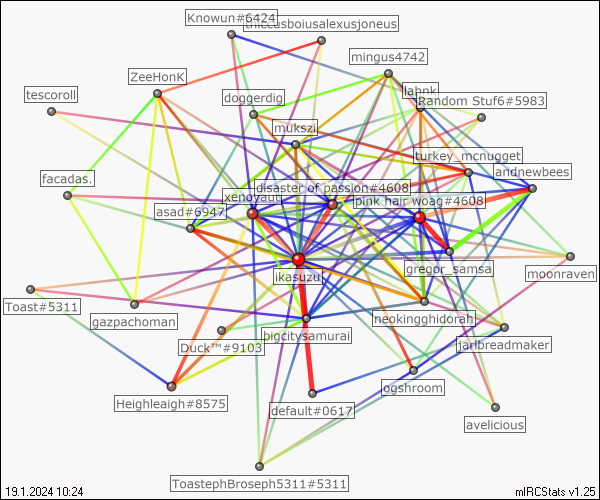 Knowun#6424
thiccusboiusalexusjoneus
mingus4742
ZeeHonK
tescoroll
doggerdig
lahnk
Random Stuf6#5983
mukszi
turkey_mcnugget
andnewbees
facadas.
disaster of passion#4608
xenoyaut
pink hair woag#4608
asad#6947
ikasuzu
gregor_samsa
moonraven
Toast#5311
gazpachoman
neokingghidorah
bigcitysamurai
Duck™#9103
jartbreadmaker
ogshroom
Heighleaigh#8575
default#0617
avelicious
ToastephBroseph5311#5311
19.1.2024 10:24
mIRCStats v1.25